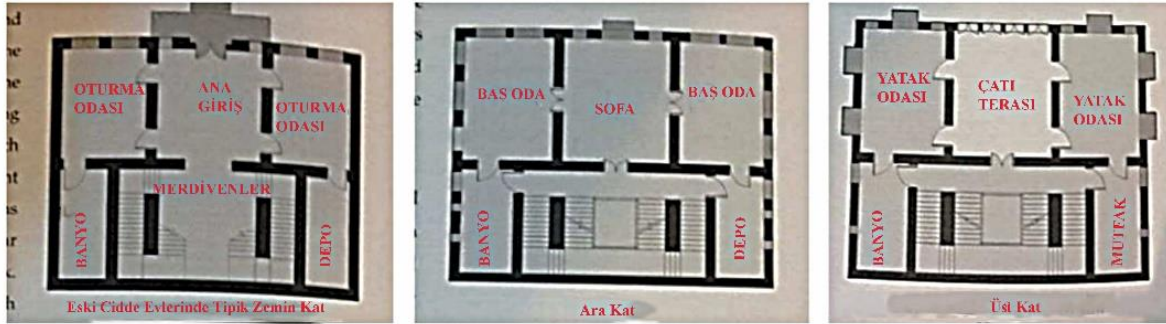 OTURMA
ODASI
ANA
GİRİŞ
OTURMA
ODASI
MERDİVENLER
BANYO
DEPO
Eski Cidde Evlerinde Tipik Zemin Kat
BAŞ ODA
SOFA
BAŞ ODA
BANYO
DEPO
Ara Kat
YATAK
ODASI
ÇATI
TERASI
YATAK
ODASI
BANYO
MUTFAK
Üst Kat